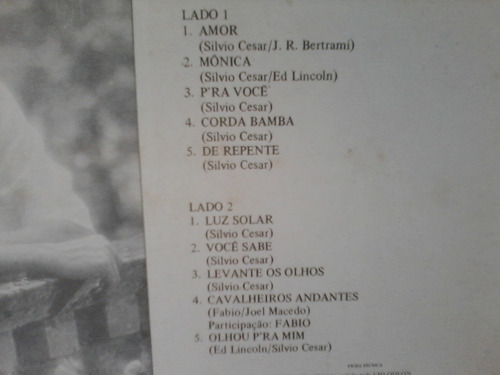 LADO 1
1. AMOR
(Silvio Cesar/J. R. Bertrami)
2. MÔNICA
(Silvio Cesar/Ed Lincoln)
3. P'RA VOCÊ
(Silvio Cesar)
4. CORDA BAMBA
(Silvio Cesar)
5. DE REPENTE
(Silvio Cesar)
LADO 2
1. LUZ SOLAR
(Silvio Cesar)
2. VOCÊ SABE
(Silvio Cesar)
3. LEVANTE OS OLHOS
(Silvio Cesar)
4. CAVALHEIROS ANDANTES
(Fabio/Joel Macedo)
Participação: FABIO
5. OLHOU P'RA MIM
(Ed Lincoln/Silvio Cesar)